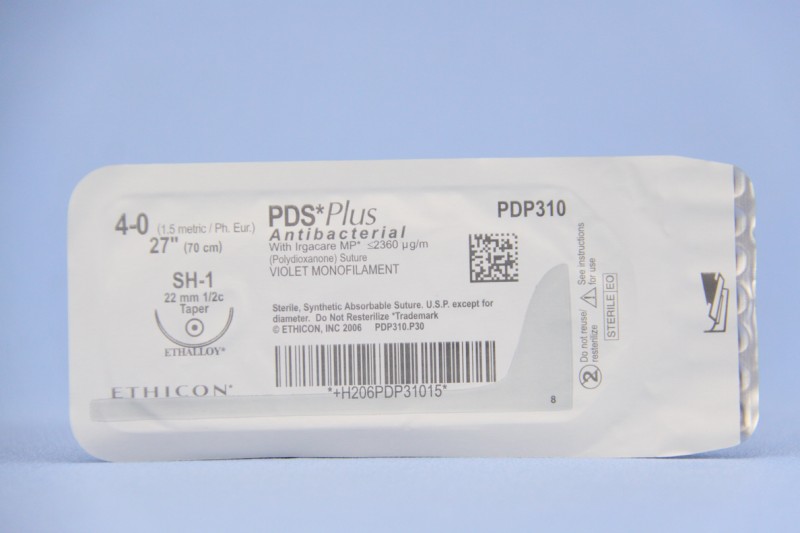 4-0 (1.5 metric / Ph. Eur.)
27" (70 cm)
SH-1
22 mm 1/2c
Taper
ETHALLOY*
ETHICON*
PDS*Plus
Antibacterial
With Irgacare MP* ≤2360 µg/m
(Polydioxanone) Suture
VIOLET MONOFILAMENT
PDP310
Sterile, Synthetic Absorbable Suture. U.S.P. except for
diameter. Do Not Resterilize *Trademark
© ETHICON, INC 2006 PDP310.P30
*+H206PDP31015*
8
2 Do not reuse/
resterilize
See instructions
for use
STERILE EO